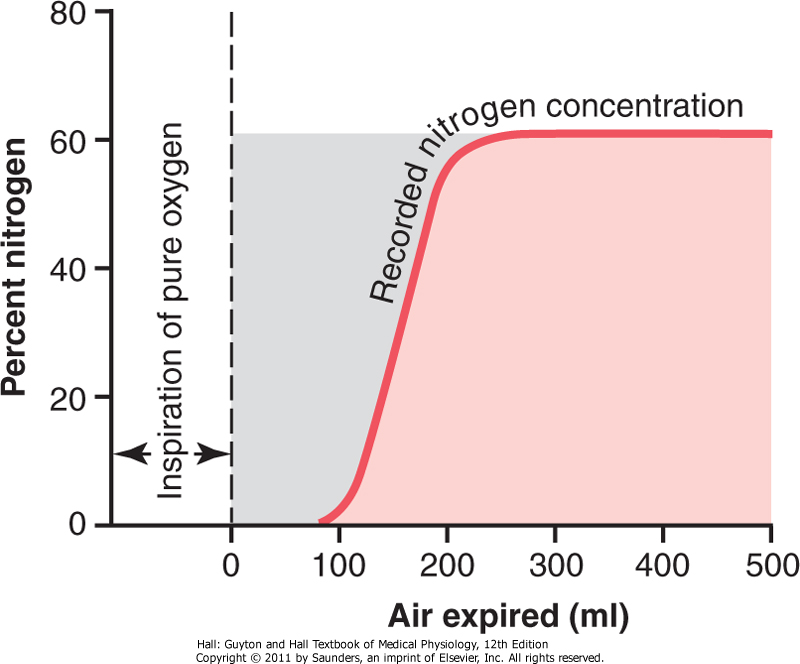 80
60
40
20
0
Percent nitrogen
Inspiration of pure oxygen
Recorded nitrogen concentration
0 100 200 300 400 500
Air expired (ml)
Hall: Guyton and Hall Textbook of Medical Physiology, 12th Edition
Copyright © 2011 by Saunders, an imprint of Elsevier, Inc. All rights reserved.